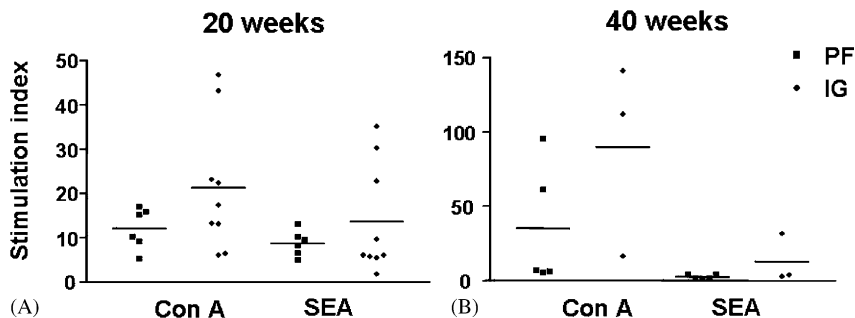 20 weeks
40 weeks
Stimulation index
50
40
30
20
10
0
150
100
50
0
PF
IG
(A)
Con A
SEA
(B)
Con A
SEA